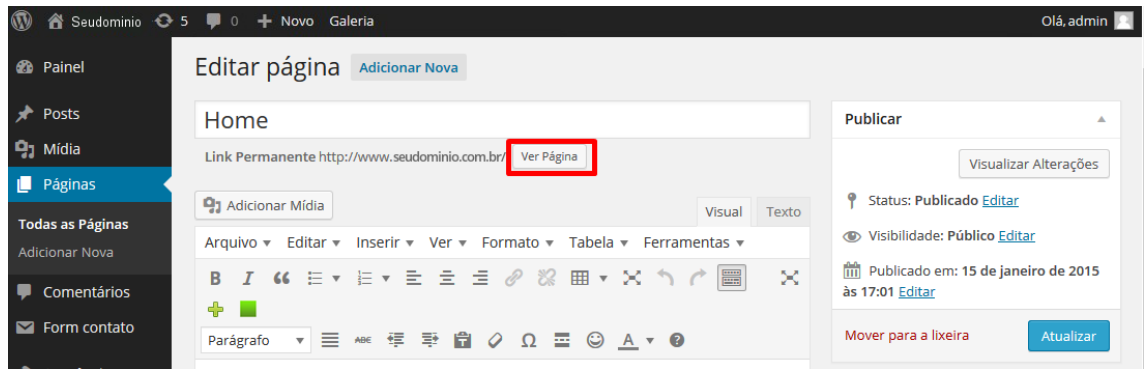 Seudominio 5 0 + Novo Galeria Olá, admin
Painel
Posts
Mídia
Páginas
Todas as Páginas
Adicionar Nova
Comentários
Form contato
Editar página Adicionar Nova
Home
Link Permanente http://www.seudominio.com.br/ Ver Página
Adicionar Mídia
Visual Texto
Arquivo Editar Inserir Ver Formato Tabela Ferramentas
B I
Parágrafo ABC Ω A
Publicar
Visualizar Alterações
Status: Publicado Editar
Visibilidade: Público Editar
Publicado em: 15 de janeiro de 2015
às 17:01 Editar
Mover para a lixeira Atualizar